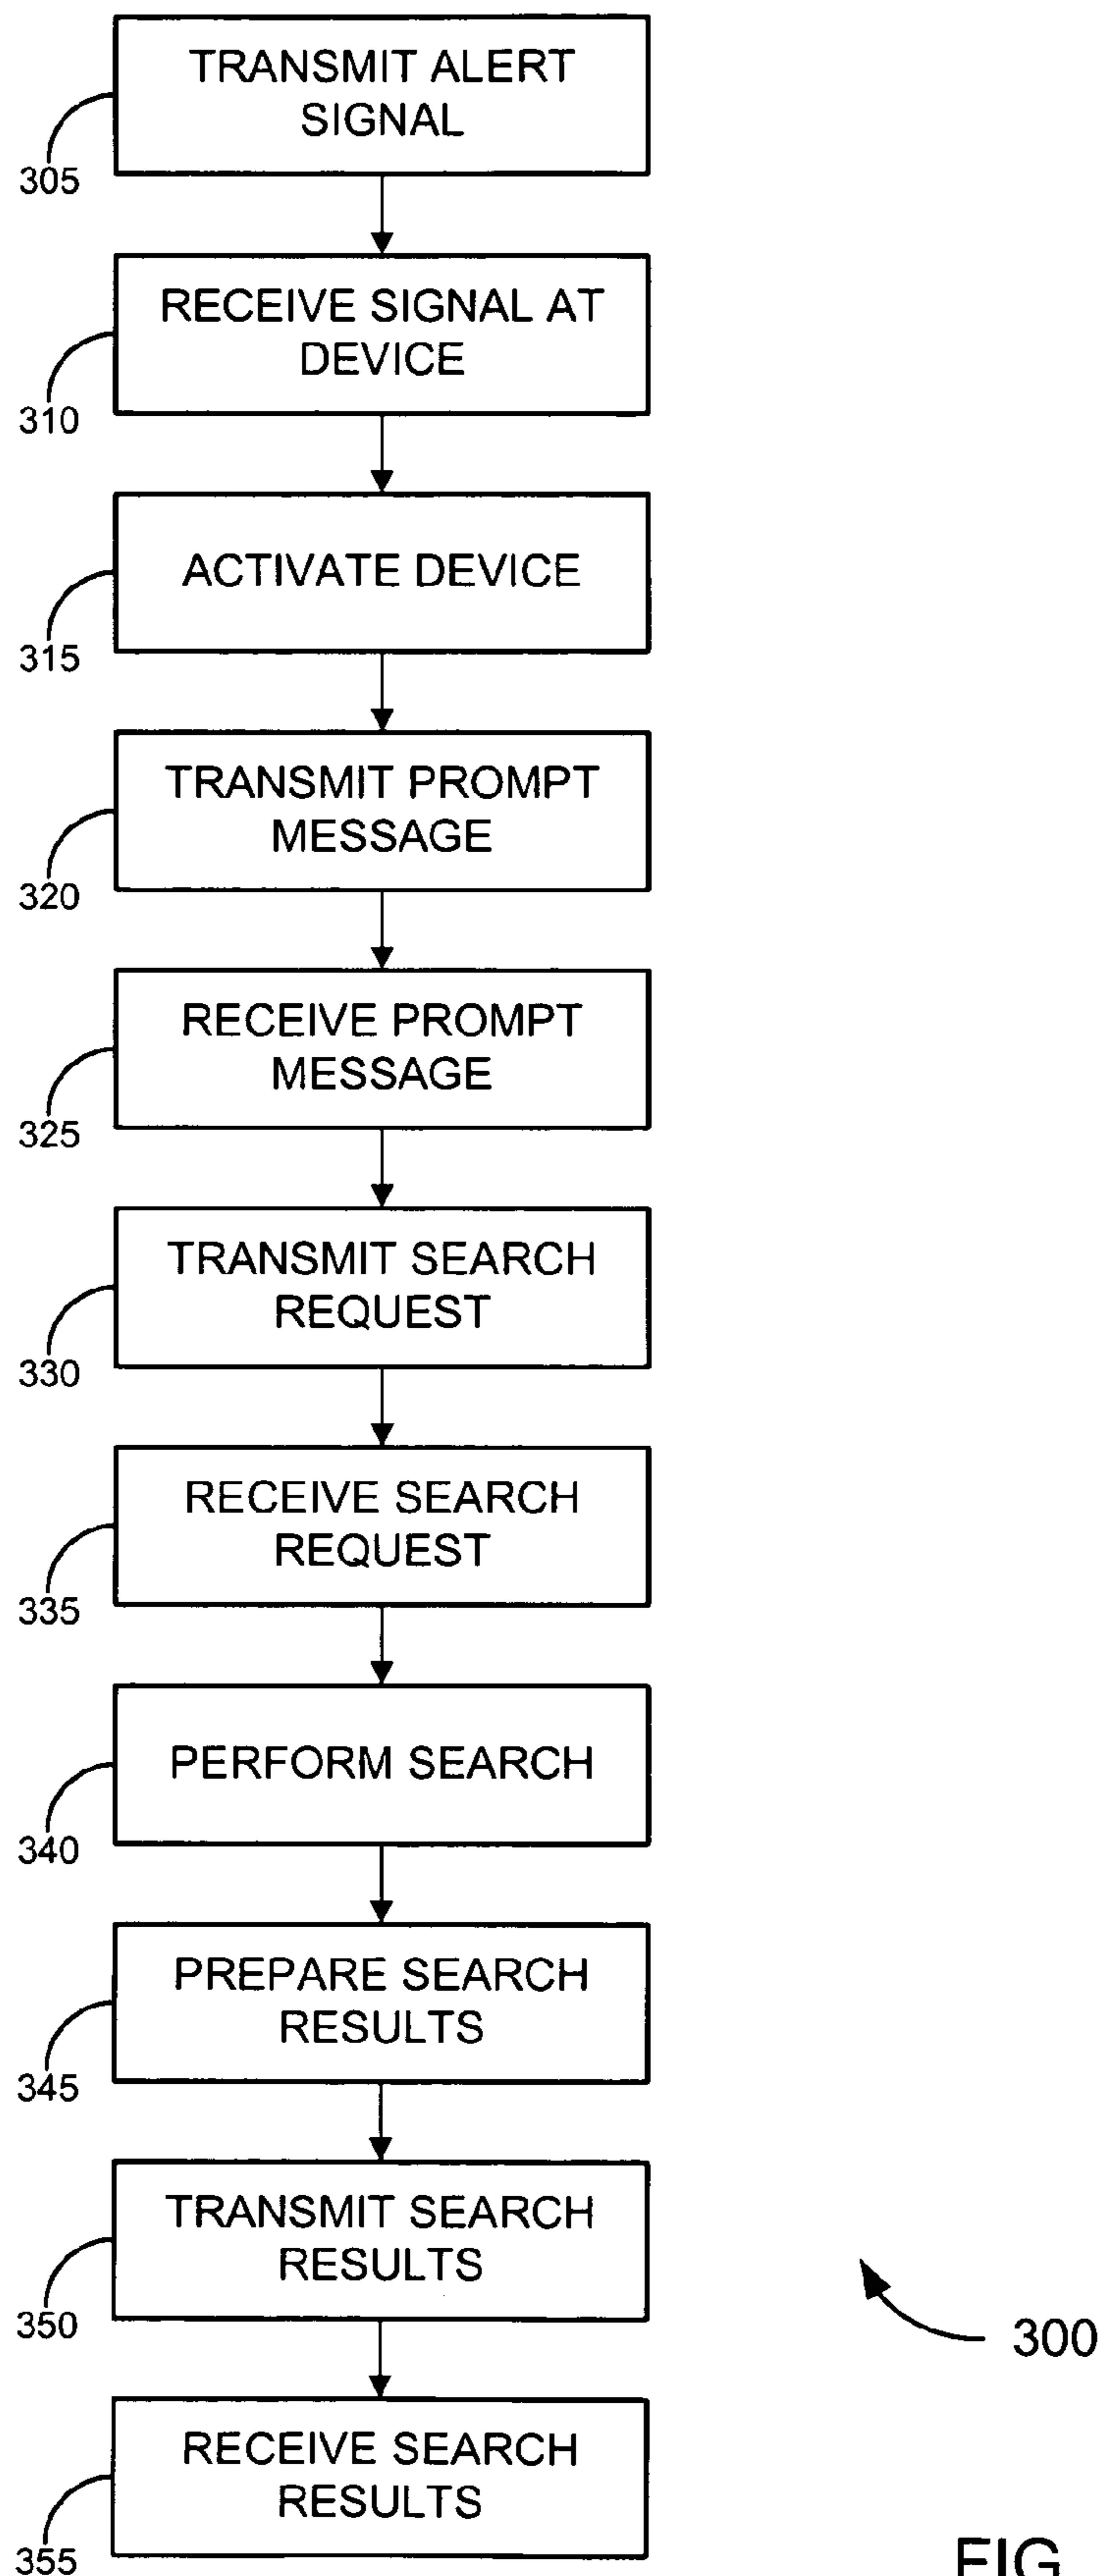 TRANSMIT ALERT
SIGNAL
305
RECEIVE SIGNAL AT
DEVICE
310
ACTIVATE DEVICE
315
TRANSMIT PROMPT
MESSAGE
320
RECEIVE PROMPT
MESSAGE
325
TRANSMIT SEARCH
REQUEST
330
RECEIVE SEARCH
REQUEST
335
PERFORM SEARCH
340
PREPARE SEARCH
RESULTS
345
TRANSMIT SEARCH
RESULTS
350
300
RECEIVE SEARCH
RESULTS
355
FIG